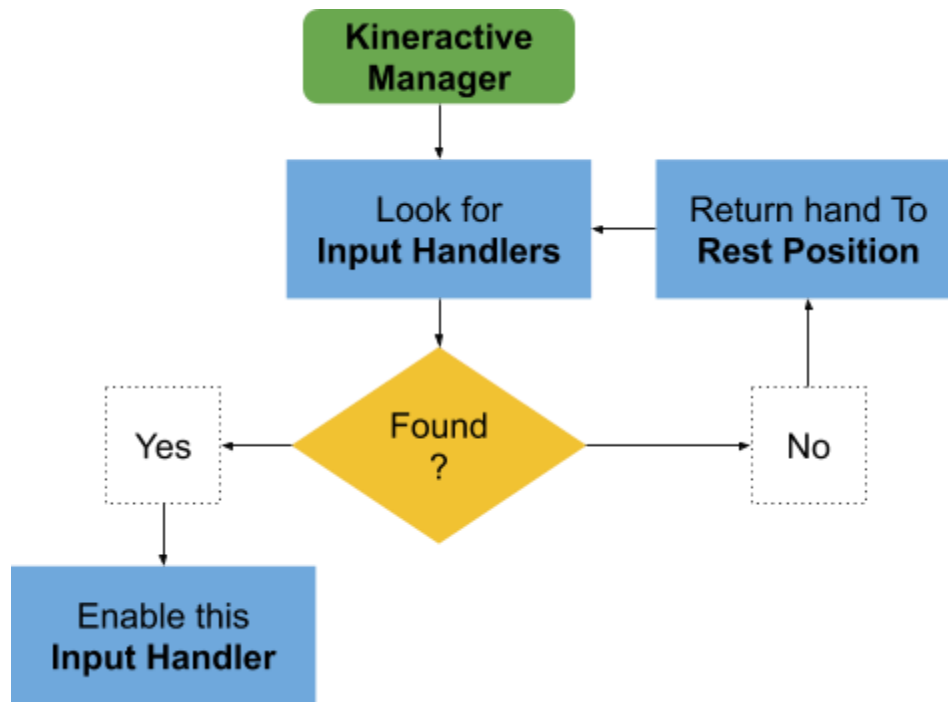 Kineractive
Manager
Look for
Input Handlers
Return hand To
Rest Position
Found
?
Yes
No
Enable this
Input Handler